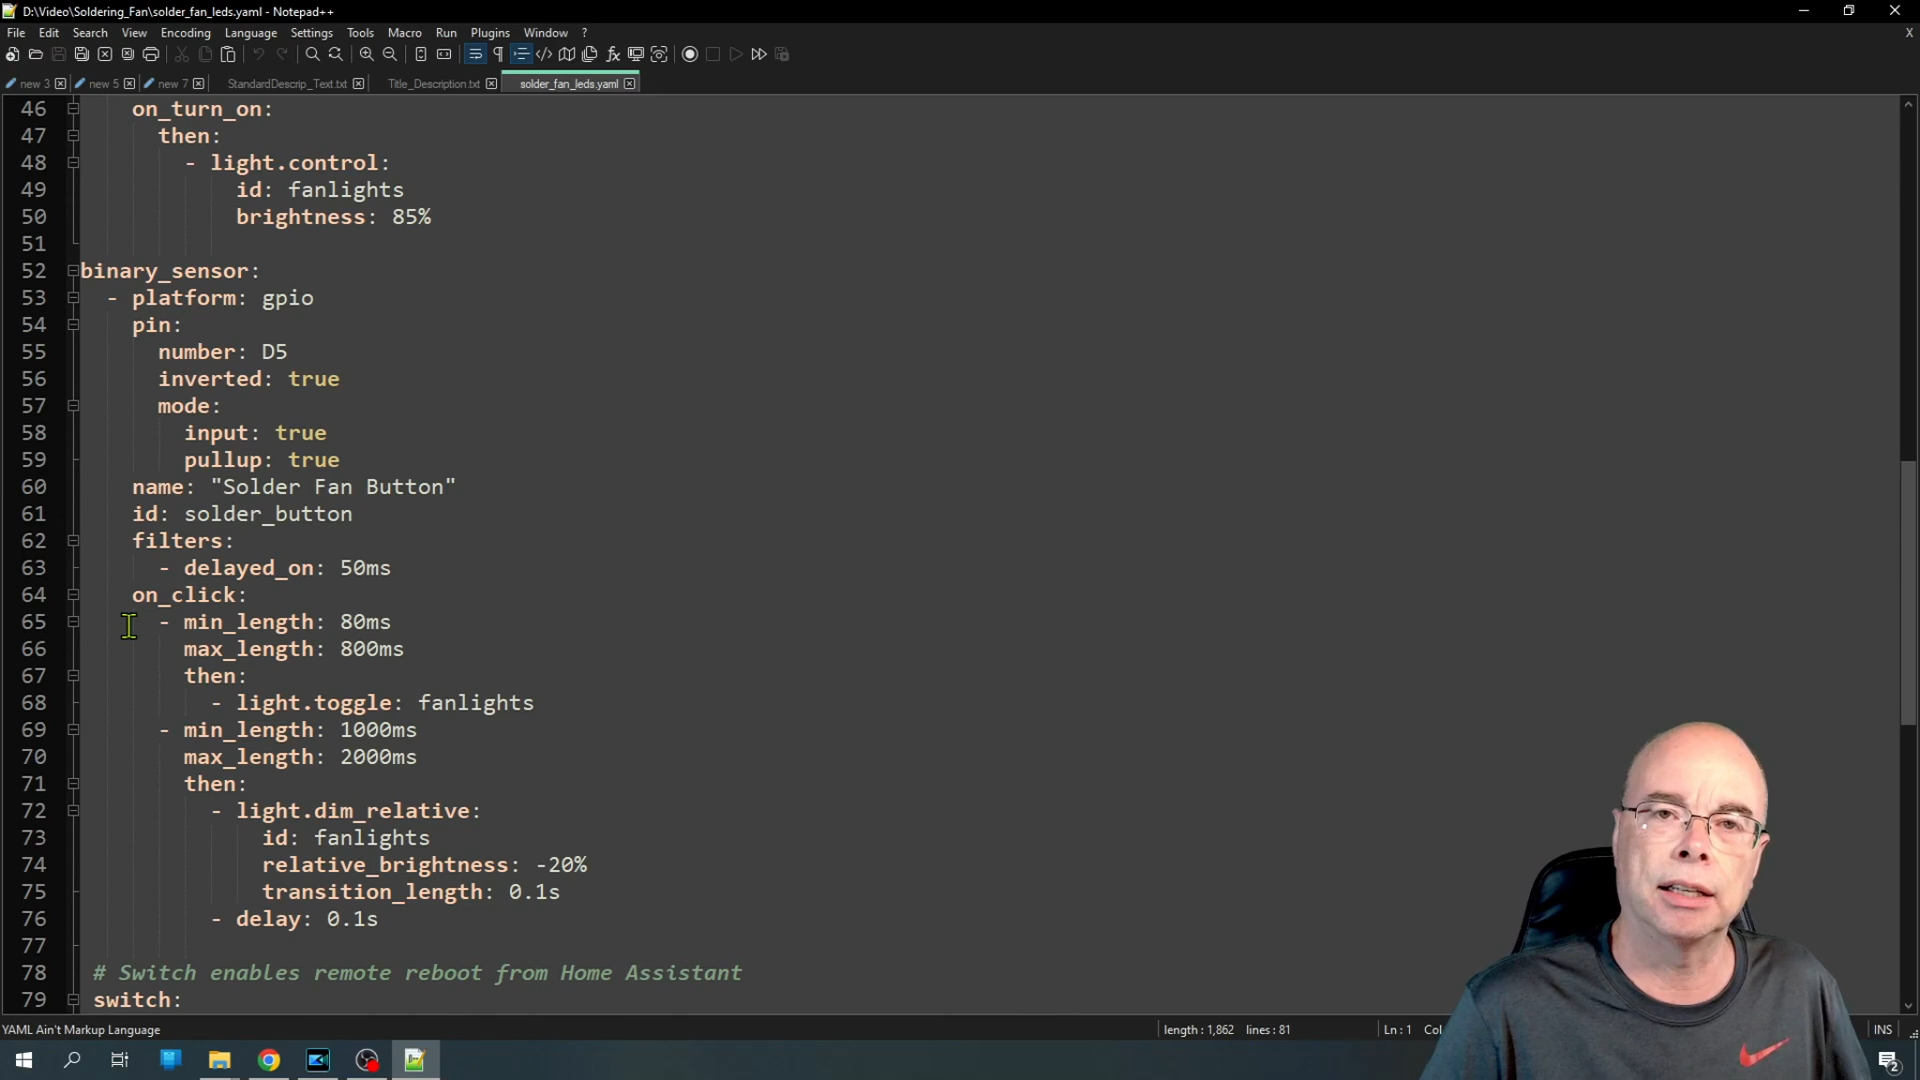 D:\Video\Soldering_Fan\solder_fan_leds.yaml - Notepad++
File Edit Search View Encoding Language Settings Tools Macro Run Plugins Window ?
X
new 3 new 5 new 7 StandardDescrip_Text.txt Title_Description.txt solder_fan_leds.yaml
46 on_turn_on:
47 then:
48 - light.control:
49 id: fanlights
50 brightness: 85%
51
52 binary_sensor:
53 - platform: gpio
54 pin:
55 number: D5
56 inverted: true
57 mode:
58 input: true
59 pullup: true
60 name: "Solder Fan Button"
61 id: solder_button
62 filters:
63 - delayed_on: 50ms
64 on_click:
65 - min_length: 80ms
66 max_length: 800ms
67 then:
68 - light.toggle: fanlights
69 - min_length: 1000ms
70 max_length: 2000ms
71 then:
72 - light.dim_relative:
73 id: fanlights
74 relative_brightness: -20%
75 transition_length: 0.1s
76 - delay: 0.1s
77
78 # Switch enables remote reboot from Home Assistant
79 switch:
YAML Ain't Markup Language length : 1,862 lines : 81 Ln : 1 Col INS
2